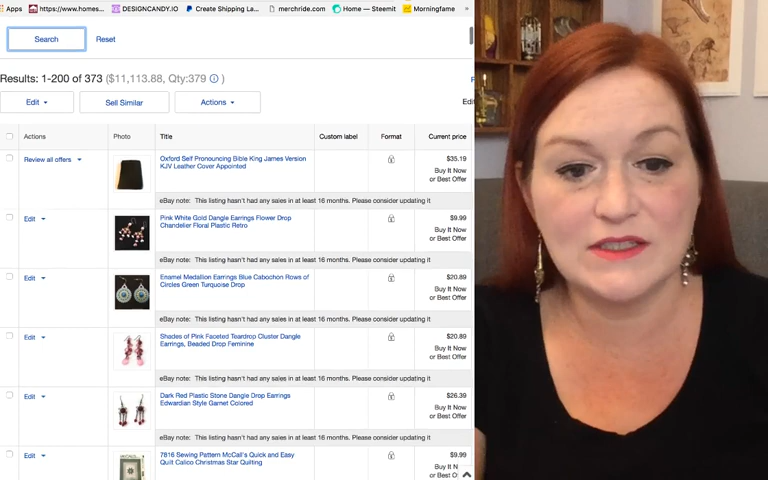 Apps https://www.homes... DESIGNCANDY.IO Create Shipping La... merchride.com Home — Steemit Morningfame
Search Reset
Results: 1-200 of 373 ($11,113.88, Qty:379 )
Edit Sell Similar Actions Edi
Actions Photo Title Custom label Format Current price
Review all offers Oxford Self Pronouncing Bible King James Version $35.19
KJV Leather Cover Appointed Buy It Now
or Best Offer
eBay note: This listing hasn't had any sales in at least 16 months. Please consider updating it
Edit Pink White Gold Dangle Earrings Flower Drop $9.99
Chandelier Floral Plastic Retro Buy It Now
or Best Offer
eBay note: This listing hasn't had any sales in at least 16 months. Please consider updating it
Edit Enamel Medallion Earrings Blue Cabochon Rows of $20.89
Circles Green Turquoise Drop Buy It Now
or Best Offer
eBay note: This listing hasn't had any sales in at least 16 months. Please consider updating it
Edit Shades of Pink Faceted Teardrop Cluster Dangle $20.89
Earrings, Beaded Drop Feminine Buy It Now
or Best Offer
eBay note: This listing hasn't had any sales in at least 16 months. Please consider updating it
Edit Dark Red Plastic Stone Dangle Drop Earrings $26.39
Edwardian Style Garnet Colored Buy It Now
or Best Offer
eBay note: This listing hasn't had any sales in at least 16 months. Please consider updating it
Edit 7816 Sewing Pattern McCall's Quick and Easy $9.99
Quilt Calico Christmas Star Quilting Buy It N
or Best O